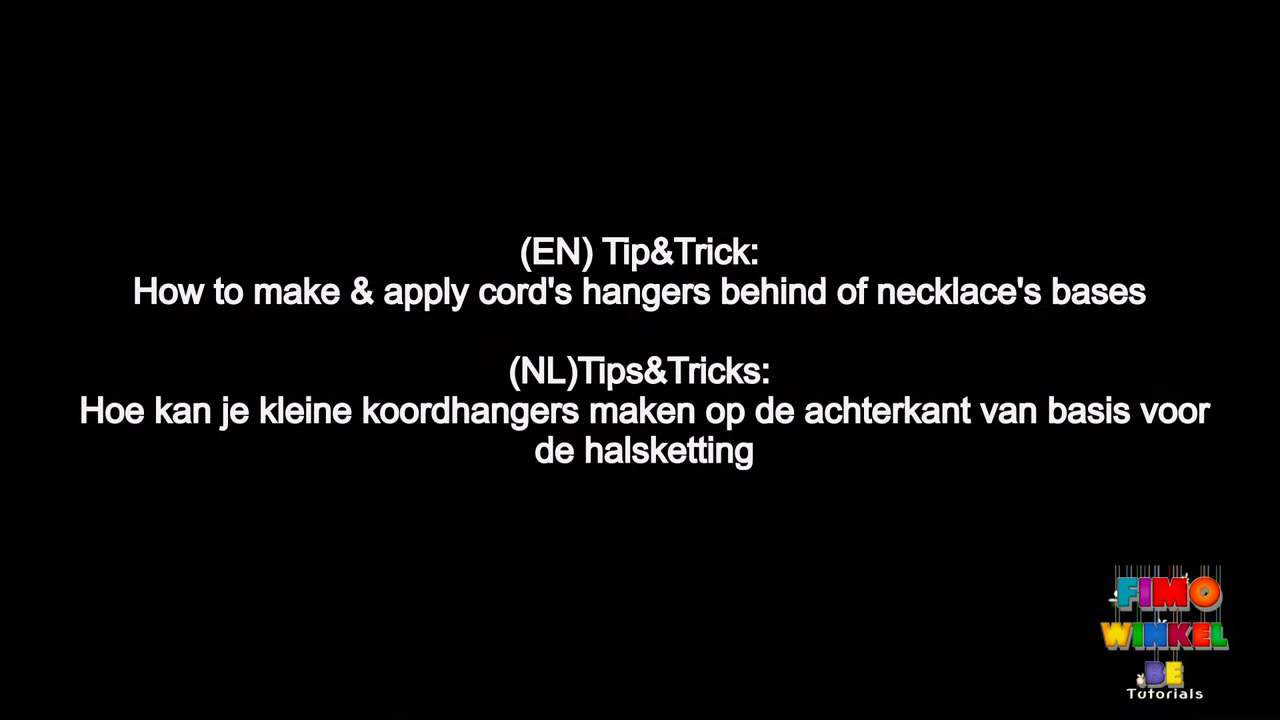 (EN) Tip&Trick:
How to make & apply cord's hangers behind of necklace's bases
(NL)Tips&Tricks:
Hoe kan je kleine koordhangers maken op de achterkant van basis voor
de halsketting
FIMO
WINKEL
BE
Tutorials